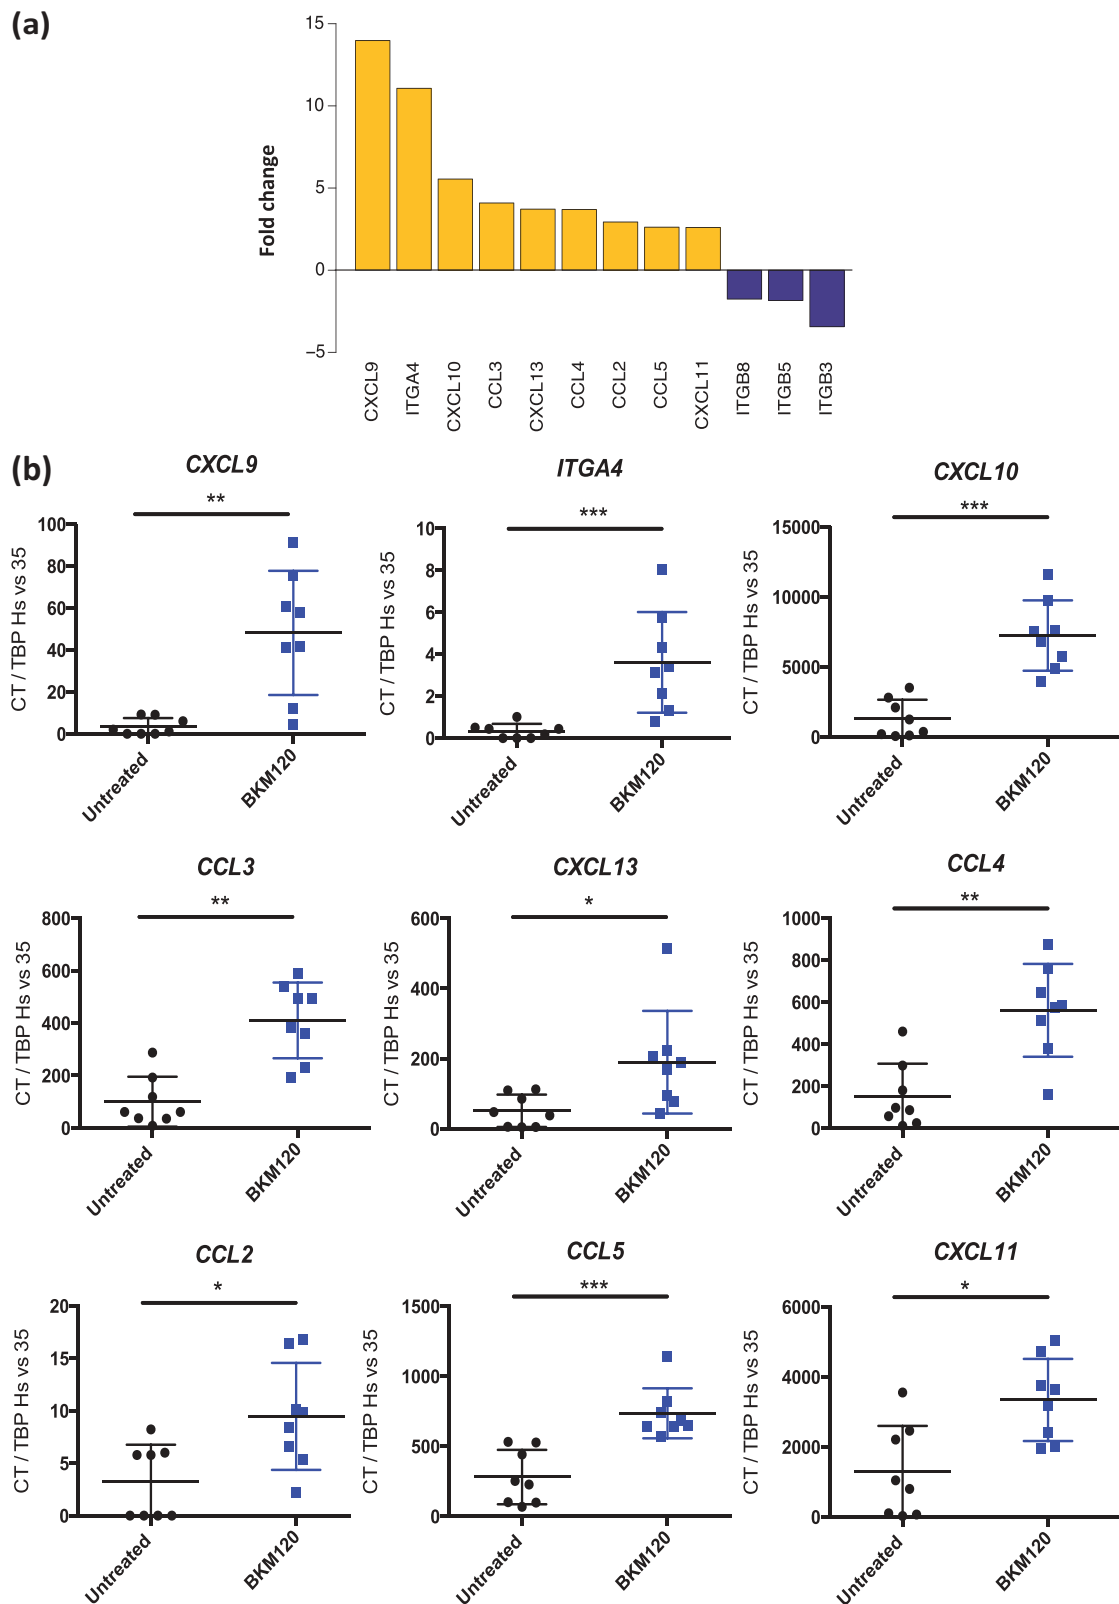 (a)
15
10
5
0
−5
Fold change
CXCL9 ITGA4 CXCL10 CCL3 CXCL13 CCL4 CCL2 CCL5 CXCL11 ITGB8 ITGB5 ITGB3
(b)
CXCL9
**
CT / TBP Hs vs 35
100
80
60
40
20
0
Untreated BKM120
ITGA4
***
CT / TBP Hs vs 35
10
8
6
4
2
0
Untreated BKM120
CXCL10
***
CT / TBP Hs vs 35
15000
10000
5000
0
Untreated BKM120
CCL3
**
CT / TBP Hs vs 35
800
600
400
200
0
Untreated BKM120
CXCL13
*
CT / TBP Hs vs 35
600
400
200
0
Untreated BKM120
CCL4
**
CT / TBP Hs vs 35
1000
800
600
400
200
0
Untreated BKM120
CCL2
*
CT / TBP Hs vs 35
20
15
10
5
0
Untreated BKM120
CCL5
***
CT / TBP Hs vs 35
1500
1000
500
0
Untreated BKM120
CXCL11
*
CT / TBP Hs vs 35
6000
4000
2000
0
Untreated BKM120